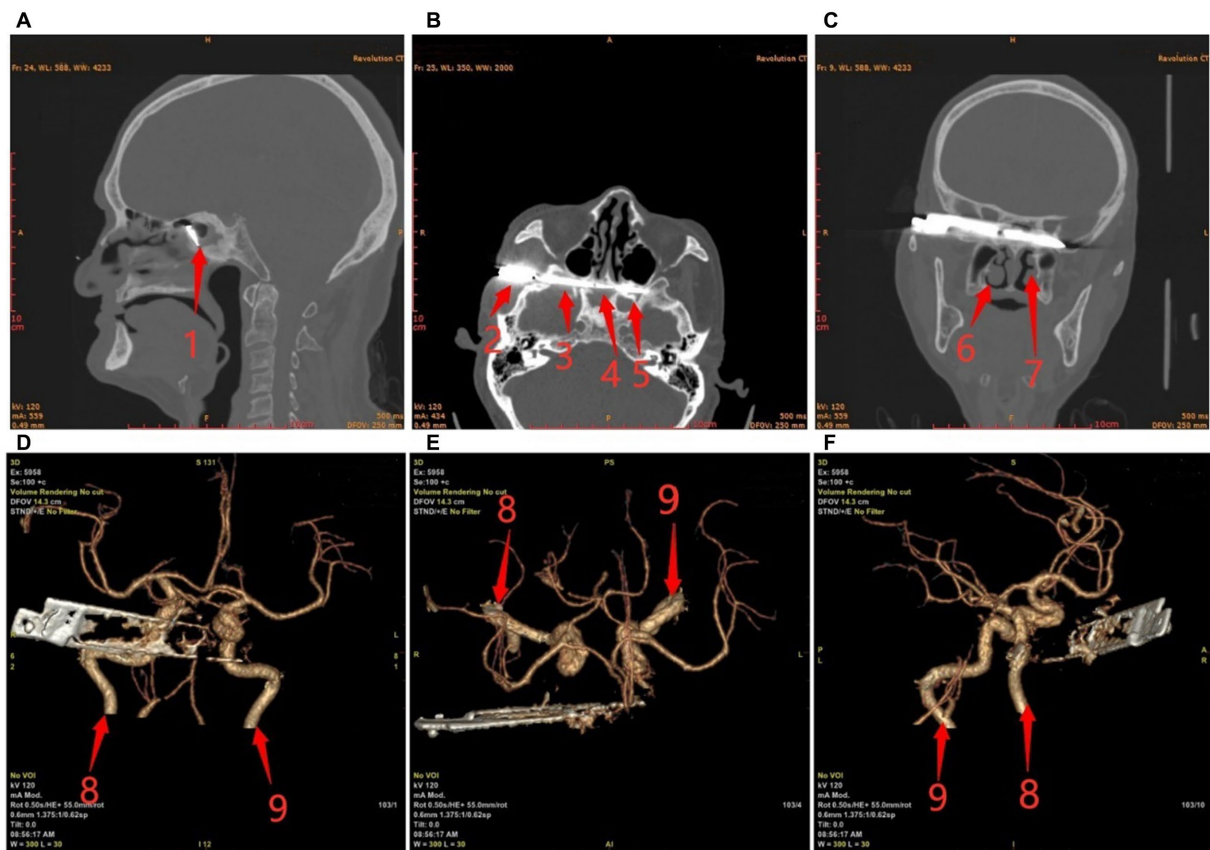 A
H
Revolution CT
Fr: 24, WL: 588, WW: 4233
A
P
10
cm
1
kV: 120
mA: 559
0.49 mm
F
10cm
500 ms
DFOV: 250 mm
B
A
Revolution CT
Fr: 25, WL: 350, WW: 2000
R
L
10
cm
2
3
4
5
kV: 120
mA: 434
0.49 mm
P
10cm
500 ms
DFOV: 250 mm
C
H
Revolution CT
Fr: 9, WL: 588, WW: 4233
R
L
10
cm
6
7
kV: 120
mA: 559
0.49 mm
F
10cm
500 ms
DFOV: 250 mm
D
3D
Ex: 5958
Se:100 +c
Volume Rendering No cut
DFOV 14.3 cm
STND/+/E No Filter
S 131
R
6
2
L
8
1
8
9
No VOI
kV 120
mA Mod.
Rot 0.50s/HE+ 55.0mm/rot
0.6mm 1.375:1/0.62sp
Tilt: 0.0
08:56:17 AM
W = 300 L = 30
103/1
I 12
E
3D
Ex: 5958
Se:100 +c
Volume Rendering No cut
DFOV 14.3 cm
STND/+/E No Filter
PS
8
9
R
L
No VOI
kV 120
mA Mod.
Rot 0.50s/HE+ 55.0mm/rot
0.6mm 1.375:1/0.62sp
Tilt: 0.0
08:56:17 AM
W = 300 L = 30
103/4
AI
F
3D
Ex: 5958
Se:100 +c
Volume Rendering No cut
DFOV 14.3 cm
STND/+/E No Filter
S
P
L
A
R
9
8
No VOI
kV 120
mA Mod.
Rot 0.50s/HE+ 55.0mm/rot
0.6mm 1.375:1/0.62sp
Tilt: 0.0
08:56:17 AM
W = 300 L = 30
103/10
I